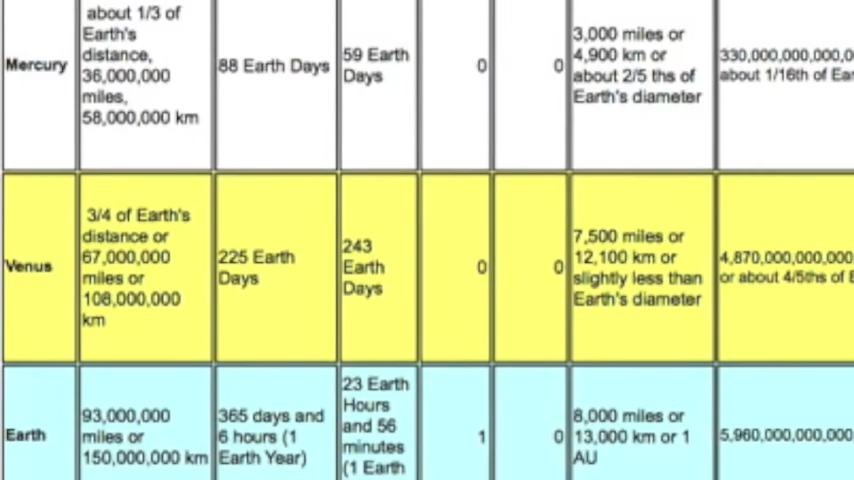 Mercury
about 1/3 of
Earth's
distance,
36,000,000
miles,
58,000,000 km
88 Earth Days
59 Earth
Days
0
0
3,000 miles or
4,900 km or
about 2/5 ths of
Earth's diameter
330,000,000,000,0
about 1/16th of Ear
Venus
3/4 of Earth's
distance or
67,000,000
miles or
108,000,000
km
225 Earth
Days
243
Earth
Days
0
0
7,500 miles or
12,100 km or
slightly less than
Earth's diameter
4,870,000,000,000
or about 4/5ths of E
Earth
93,000,000
miles or
150,000,000 km
365 days and
6 hours (1
Earth Year)
23 Earth
Hours
and 56
minutes
(1 Earth
1
0
8,000 miles or
13,000 km or 1
AU
5,960,000,000,000